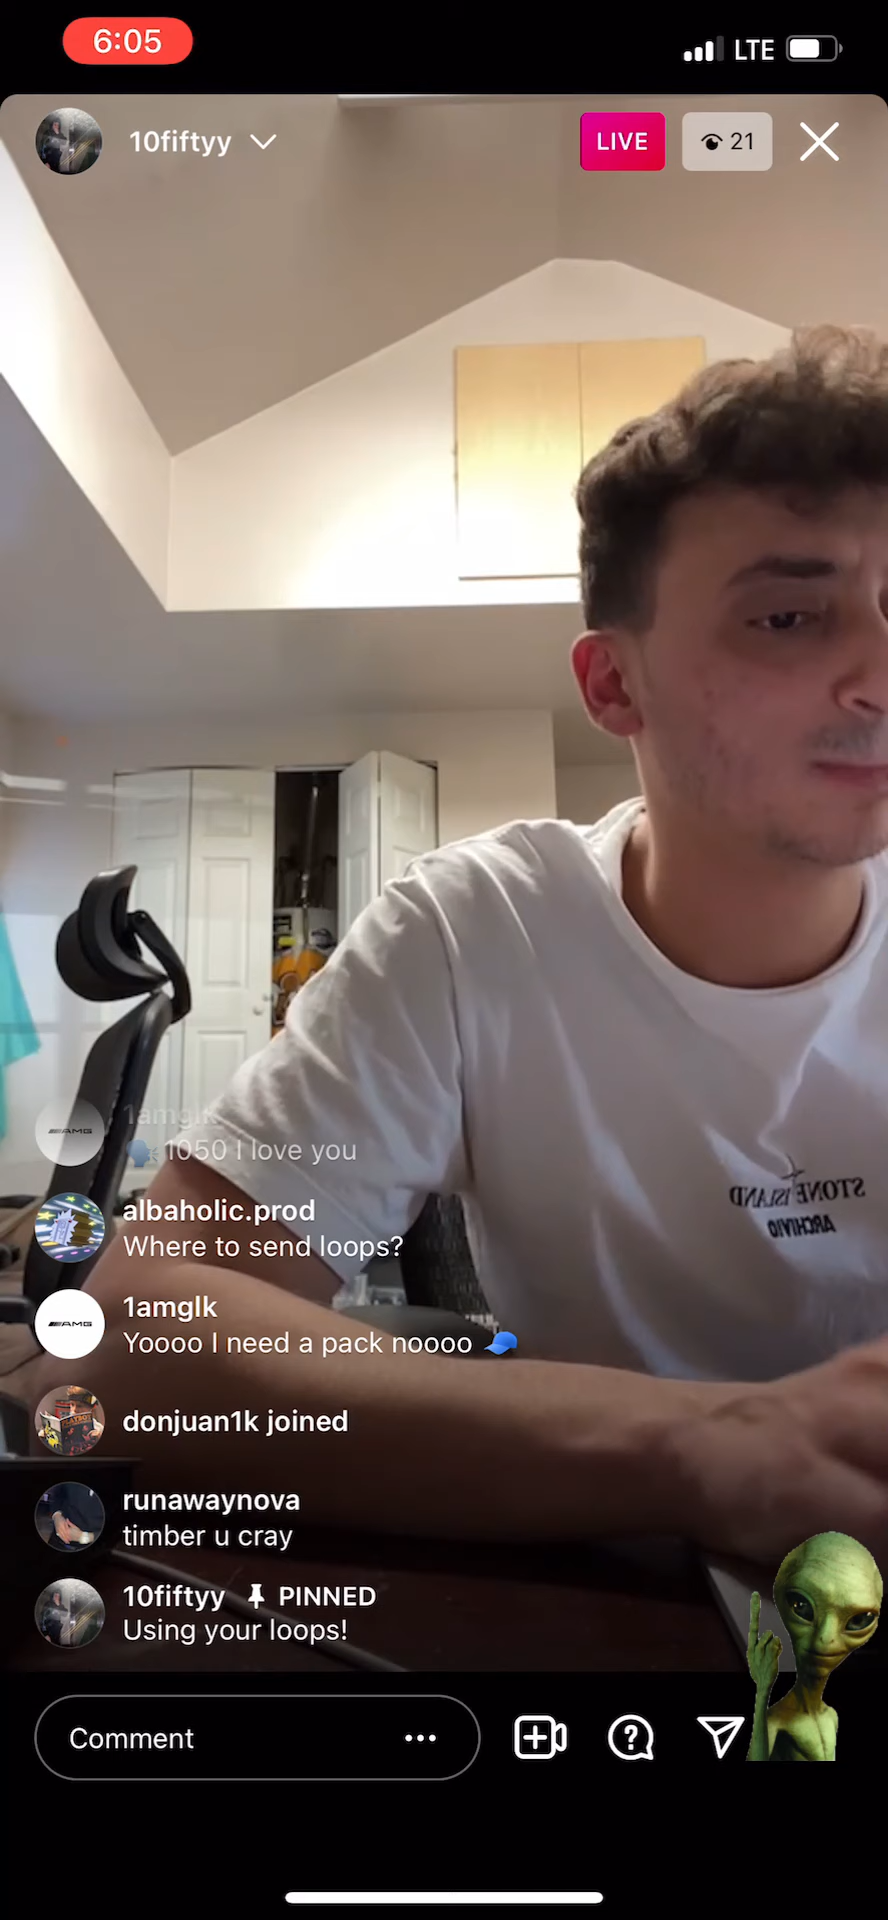 6:05
LTE
10fiftyy
LIVE
21
1amglk
1050 I love you
albaholic.prod
Where to send loops?
AMG
1amglk
Yoooo I need a pack noooo
donjuan1k joined
runawaynova
timber u cray
10fiftyy PINNED
Using your loops!
Comment
STONE ISLAND
ARCHIVIO